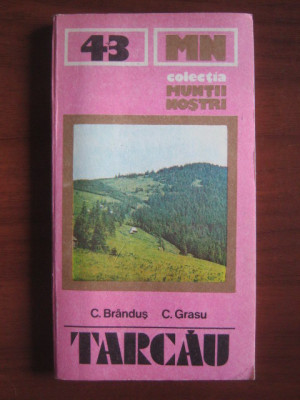 43 MN
colecția
MUNȚII
NOȘTRI
C. Brânduș C. Grasu
TARCĂU